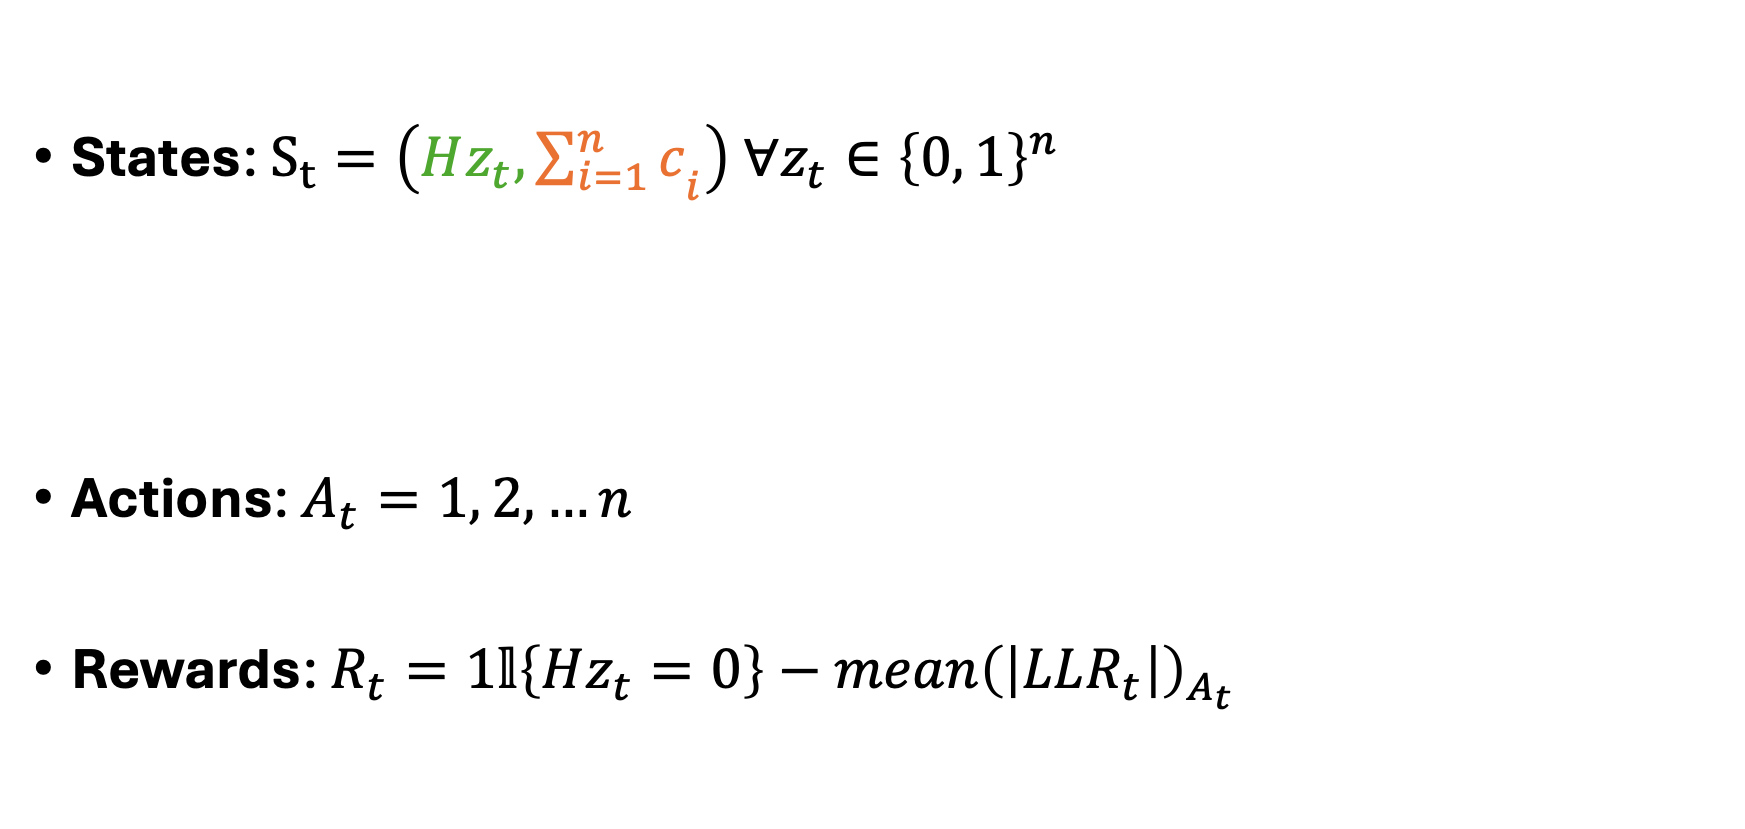 • States: S_t = (Hz_t, ∑_{i=1}^{n} c_i) ∀z_t ∈ {0, 1}^n
• Actions: A_t = 1, 2, … n
• Rewards: R_t = 1𝕀{Hz_t = 0} − mean(|LLR_t|)_{A_t}